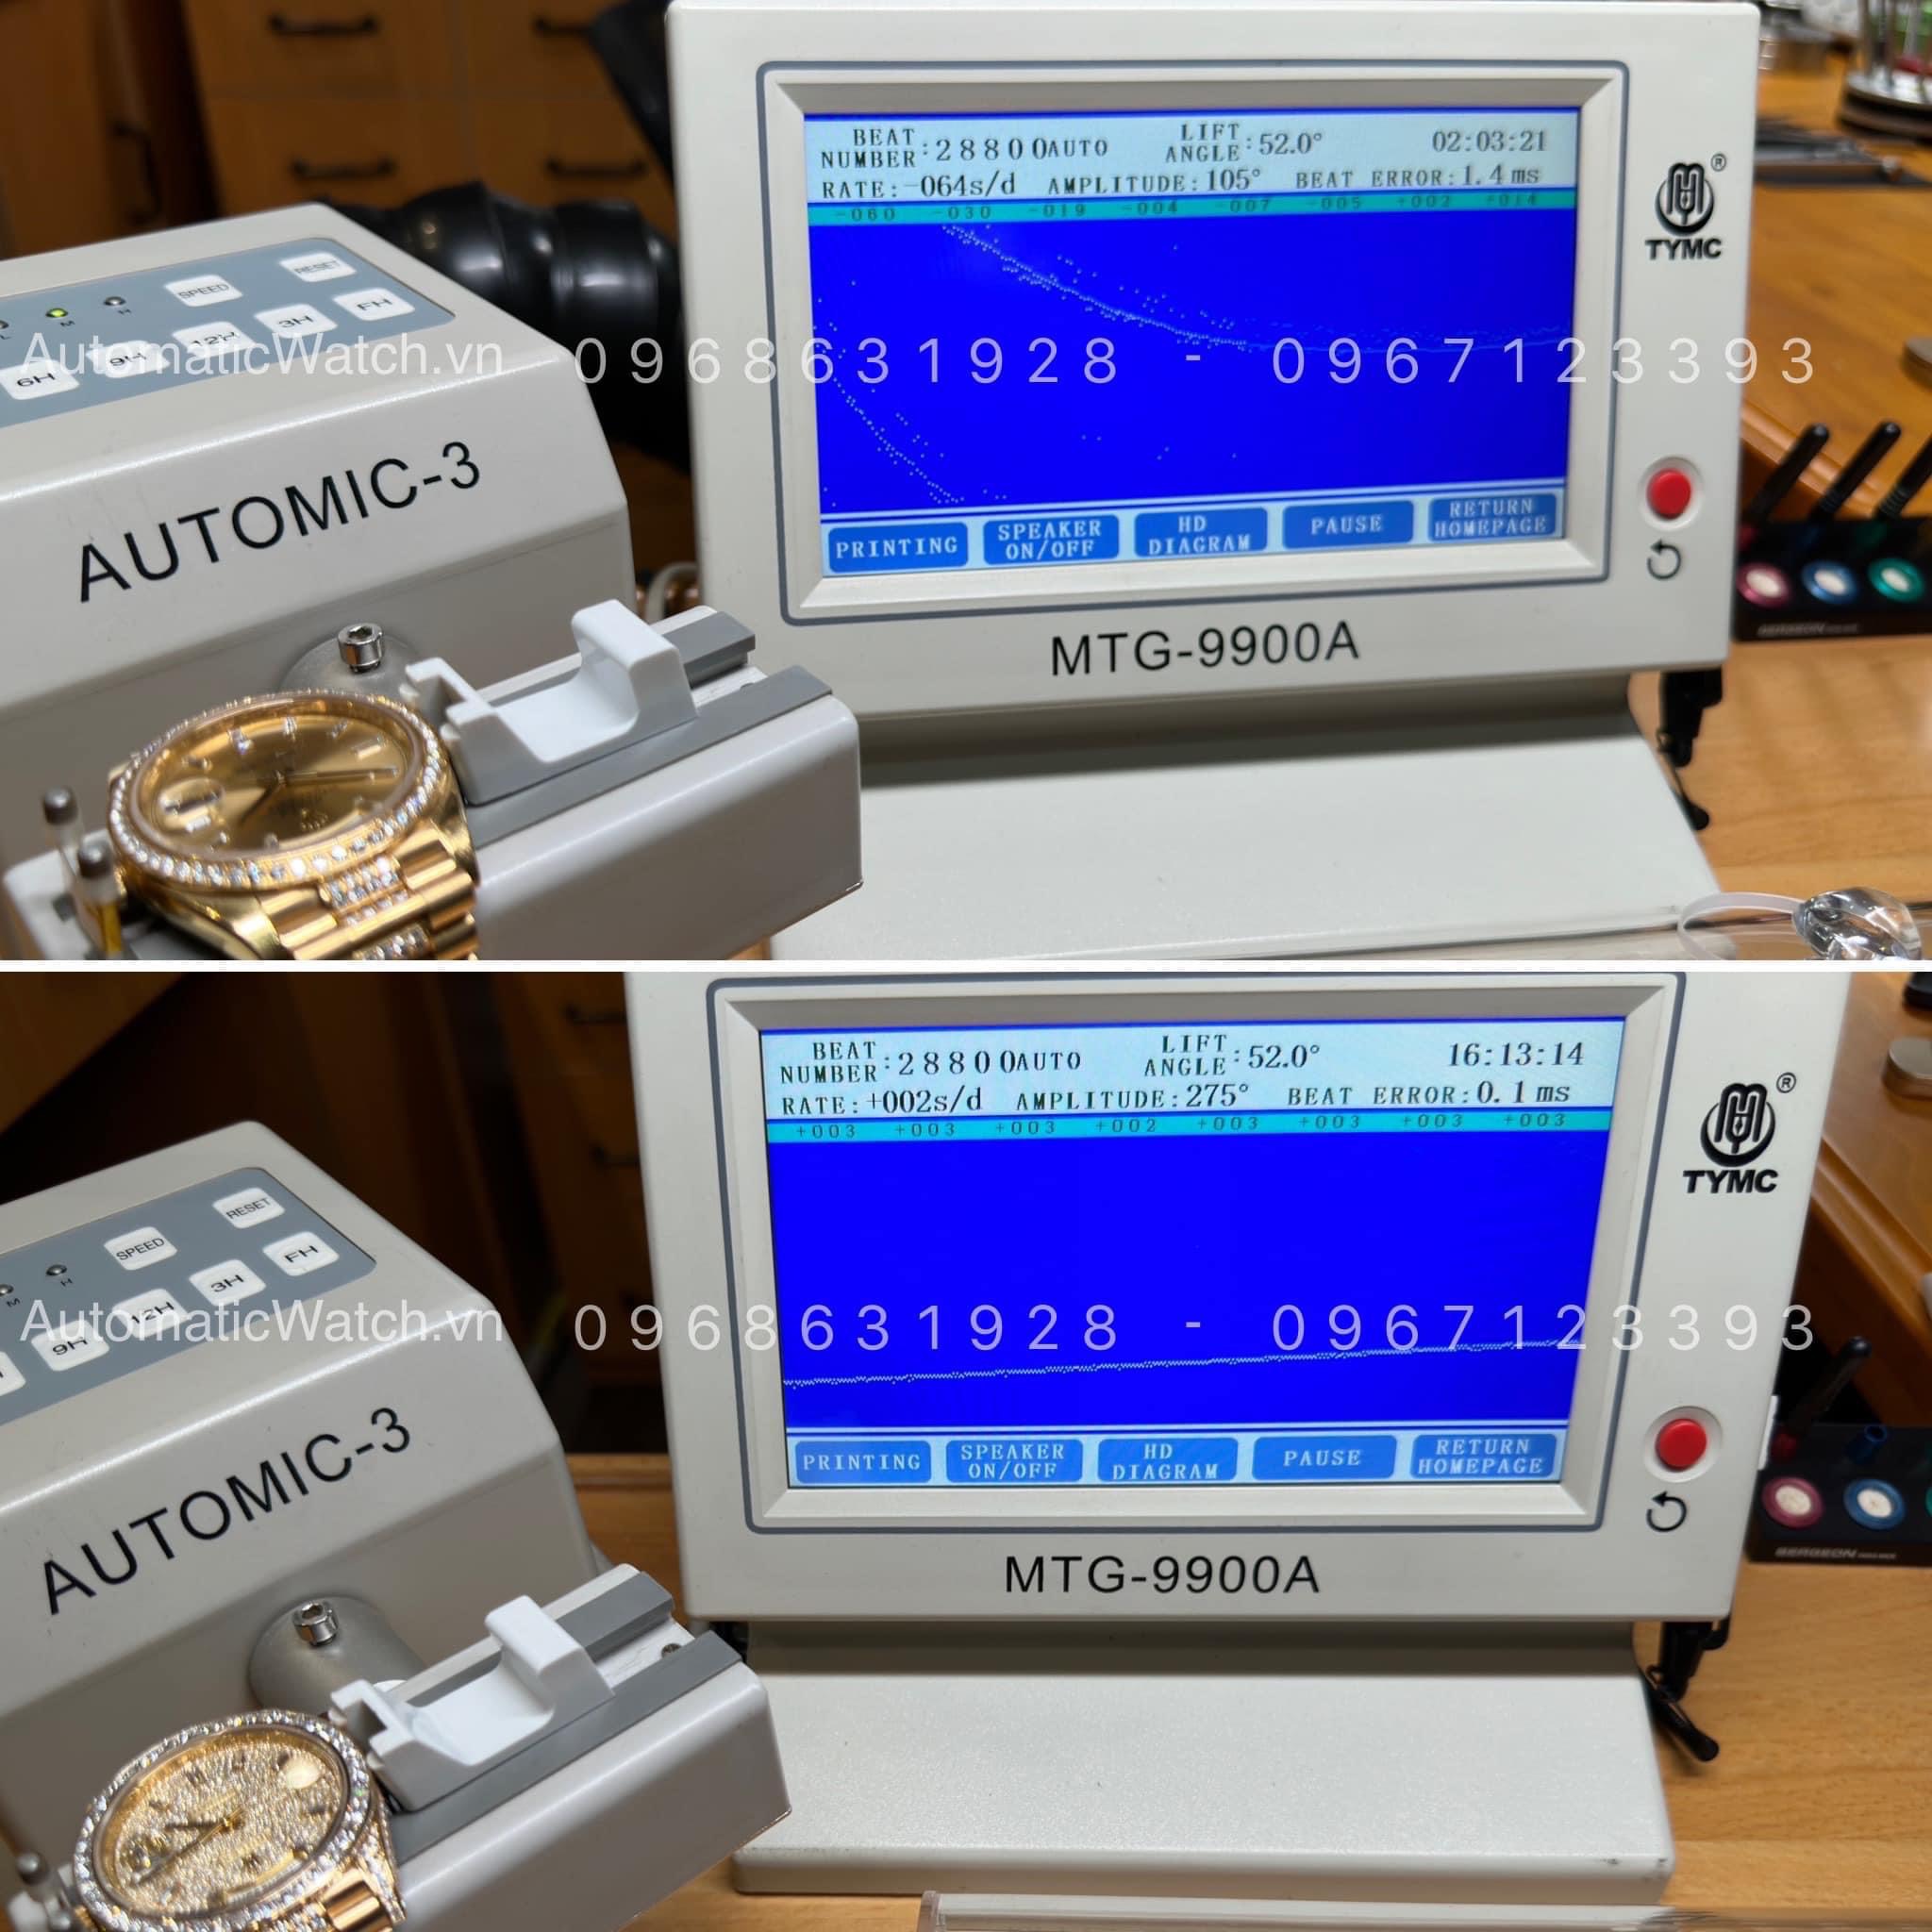 BEAT NUMBER:28800AUTO LIFT ANGLE:52.0° 02:03:21
RATE:-064s/d AMPLITUDE:105° BEAT ERROR:1.4ms
-060 -030 -019 -004 -007 -005 +002 +014
®
TYMC
RESET
SPEED
FH
3H
12H
9H
6H
M
H
L
AutomaticWatch.vn 0968631928 - 0967123393
AUTOMIC-3
PRINTING
SPEAKER ON/OFF
HD DIAGRAM
PAUSE
RETURN HOMEPAGE
MTG-9900A
BERGEON
BEAT NUMBER:28800AUTO LIFT ANGLE:52.0° 16:13:14
RATE:+002s/d AMPLITUDE:275° BEAT ERROR:0.1ms
+003 +003 +003 +002 +003 +003 +003 +003
®
TYMC
RESET
SPEED
FH
3H
12H
9H
M
H
AutomaticWatch.vn 0968631928 - 0967123393
AUTOMIC-3
PRINTING
SPEAKER ON/OFF
HD DIAGRAM
PAUSE
RETURN HOMEPAGE
MTG-9900A
BERGEON